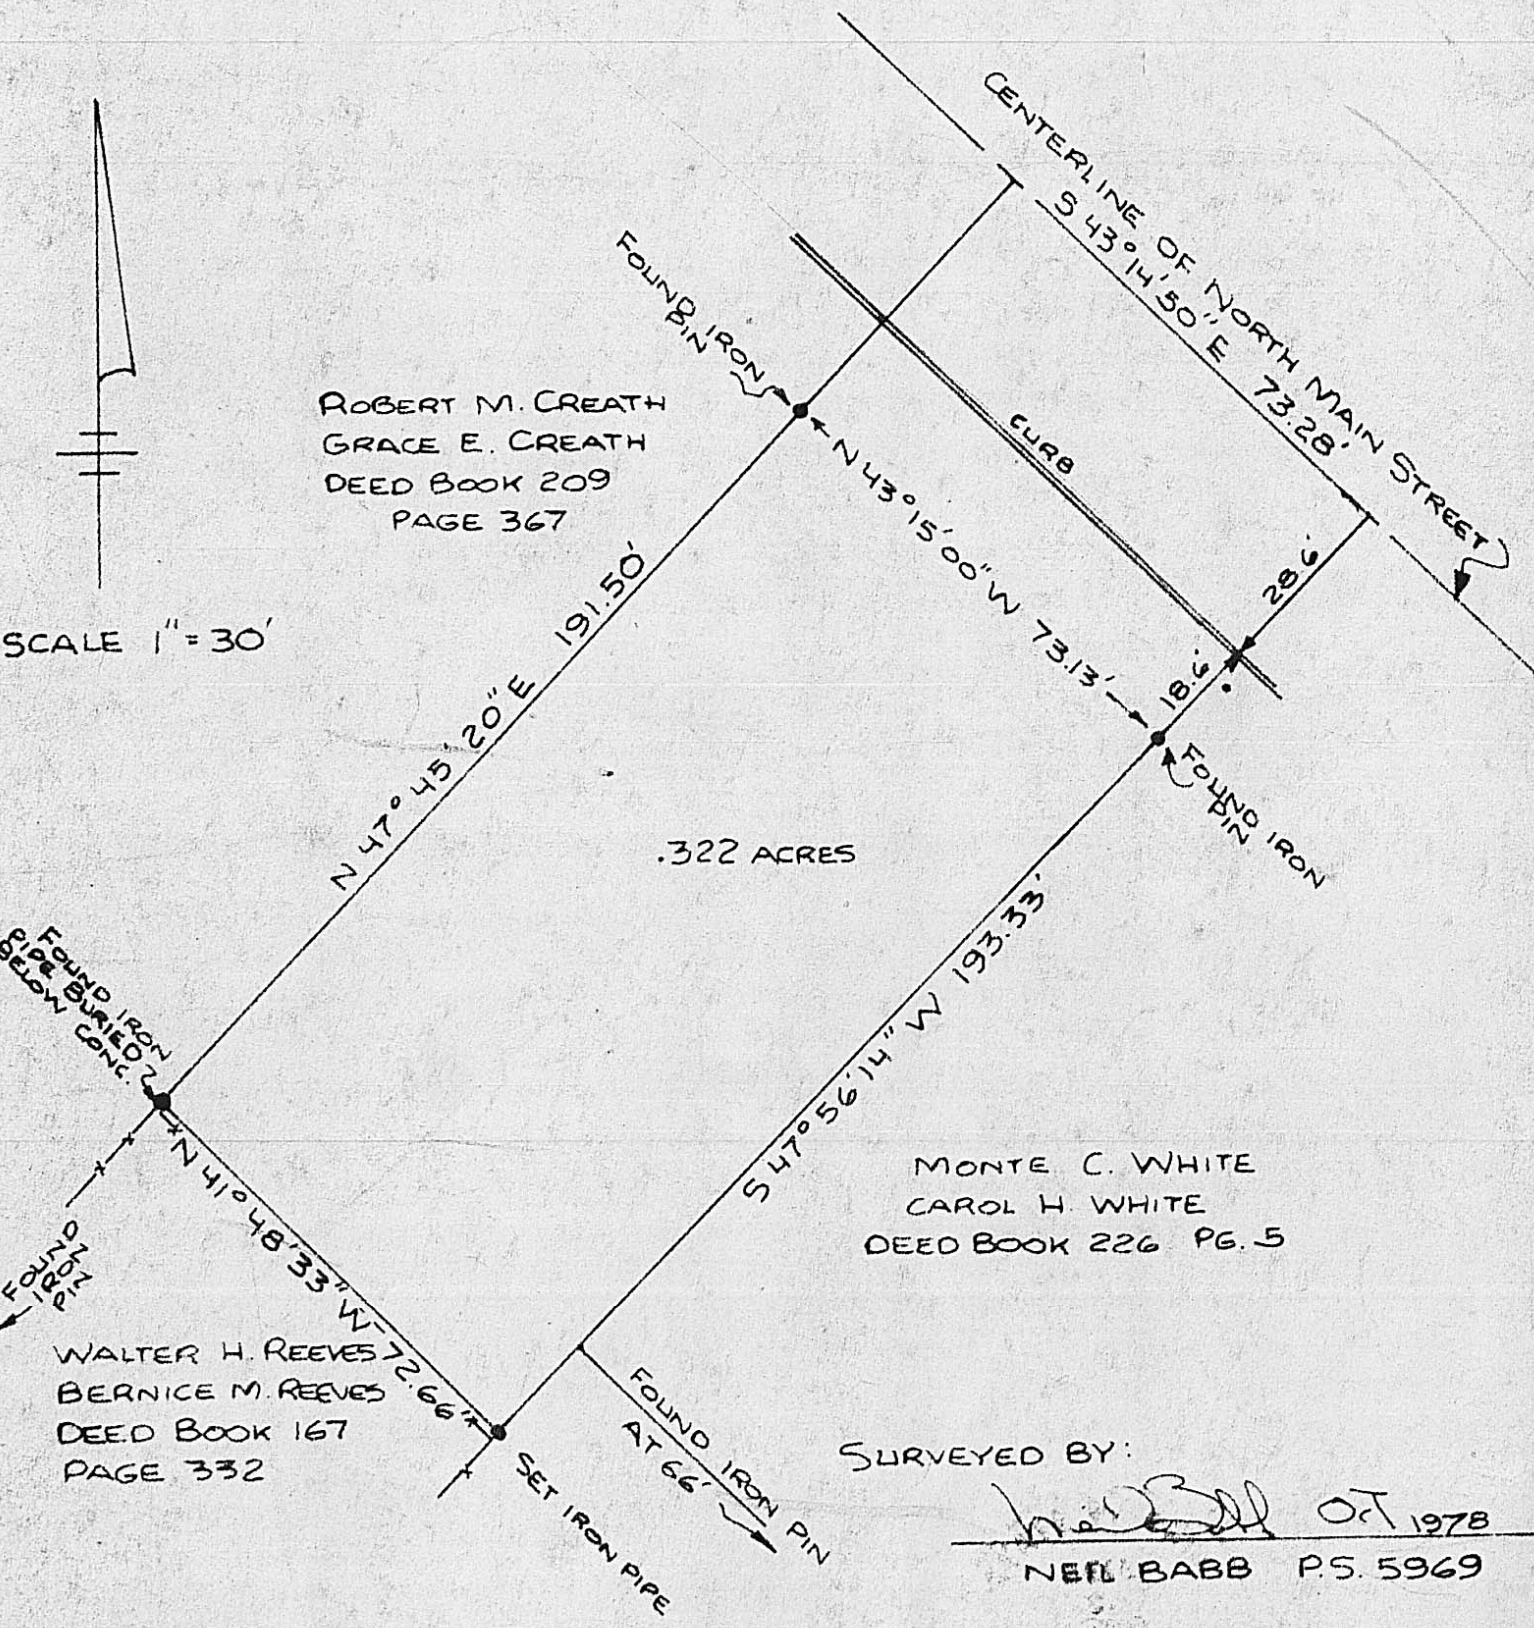 CENTERLINE OF NORTH MAIN STREET
S 43° 14' 50" E 73.28'
FOUND IRON
PIN
CURB
ROBERT M. CREATH
GRACE E. CREATH
DEED BOOK 209
PAGE 367
N 43° 15' 00" W 73.13'
28.6'
18.6'
SCALE 1" = 30'
N 47° 45' 20" E 191.50'
FOUND IRON
PIN
.322 ACRES
S 47° 56' 14" W 193.33'
FOUND IRON
PIPE BURIED
BELOW CONC.
N 41° 48' 33" W 72.66'
FOUND
IRON
PIN
MONTE C. WHITE
CAROL H. WHITE
DEED BOOK 226 PG. 5
WALTER H. REEVES
BERNICE M. REEVES
DEED BOOK 167
PAGE 332
FOUND IRON PIN
AT 66'
SET IRON PIPE
SURVEYED BY:
Neil Babb OCT 1978
NEIL BABB P.S. 5969